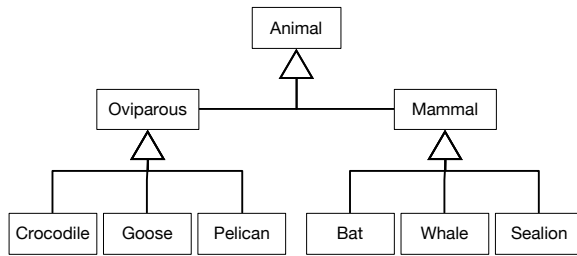 Animal
Oviparous
Mammal
Crocodile
Goose
Pelican
Bat
Whale
Sealion